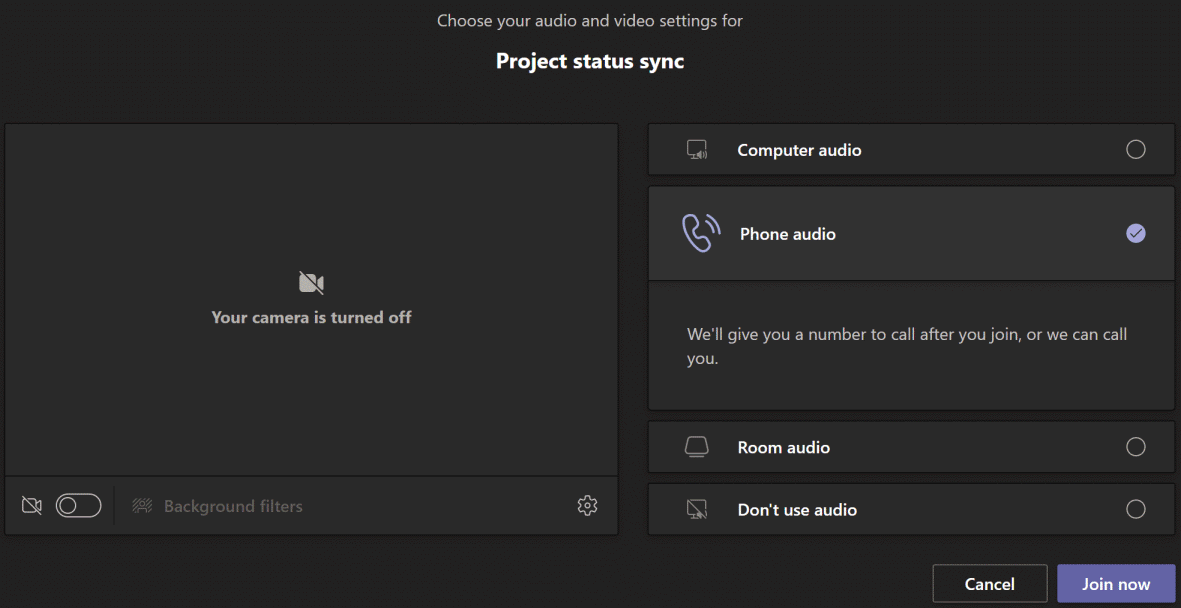 Choose your audio and video settings for
Project status sync
Your camera is turned off
Background filters
Computer audio
Phone audio
We'll give you a number to call after you join, or we can call
you.
Room audio
Don't use audio
Cancel
Join now